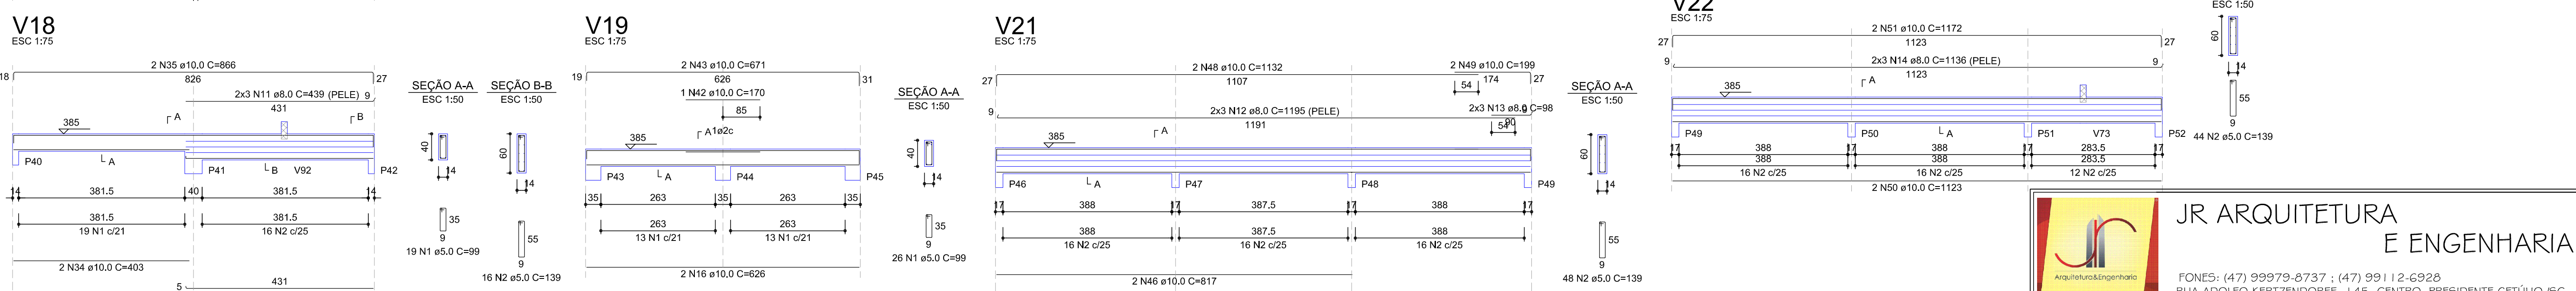 V18
ESC 1:75
2 N35 ø10.0 C=866
18
826
27
2x3 N11 ø8.0 C=439 (PELE)
9
431
A
B
385
P40
A
P41
B
V92
P42
14
381.5
40
381.5
14
381.5
381.5
19 N1 c/21
16 N2 c/25
2 N34 ø10.0 C=403
5
431
SEÇÃO A-A
ESC 1:50
40
14
35
9
19 N1 ø5.0 C=99
SEÇÃO B-B
ESC 1:50
60
14
55
9
16 N2 ø5.0 C=139
V19
ESC 1:75
2 N43 ø10.0 C=671
19
626
31
1 N42 ø10.0 C=170
85
A
1ø2c
385
P43
A
P44
P45
35
263
35
263
35
263
263
13 N1 c/21
13 N1 c/21
2 N16 ø10.0 C=626
SEÇÃO A-A
ESC 1:50
40
14
35
9
26 N1 ø5.0 C=99
V21
ESC 1:75
2 N48 ø10.0 C=1132
2 N49 ø10.0 C=199
27
1107
174
27
54
9
2x3 N12 ø8.0 C=1195 (PELE)
2x3 N13 ø8.0 C=98
9
1191
90
54
A
385
P46
A
P47
P48
P49
17
388
17
387.5
17
388
17
388
387.5
388
16 N2 c/25
16 N2 c/25
16 N2 c/25
2 N46 ø10.0 C=817
SEÇÃO A-A
ESC 1:50
60
14
55
9
48 N2 ø5.0 C=139
V22
ESC 1:75
2 N51 ø10.0 C=1172
27
1123
27
9
2x3 N14 ø8.0 C=1136 (PELE)
9
1123
A
385
P49
P50
A
P51
V73
P52
17
388
17
388
17
283.5
17
388
388
283.5
16 N2 c/25
16 N2 c/25
12 N2 c/25
2 N50 ø10.0 C=1123
ESC 1:50
60
14
55
9
44 N2 ø5.0 C=139
JR ARQUITETURA
E ENGENHARIA
Arquitetura&Engenharia
FONES: (47) 99979-8737 ; (47) 99112-6928
RUA ADOLFO KERTZENDORFF, 145, CENTRO, PRESIDENTE GETÚLIO /SC